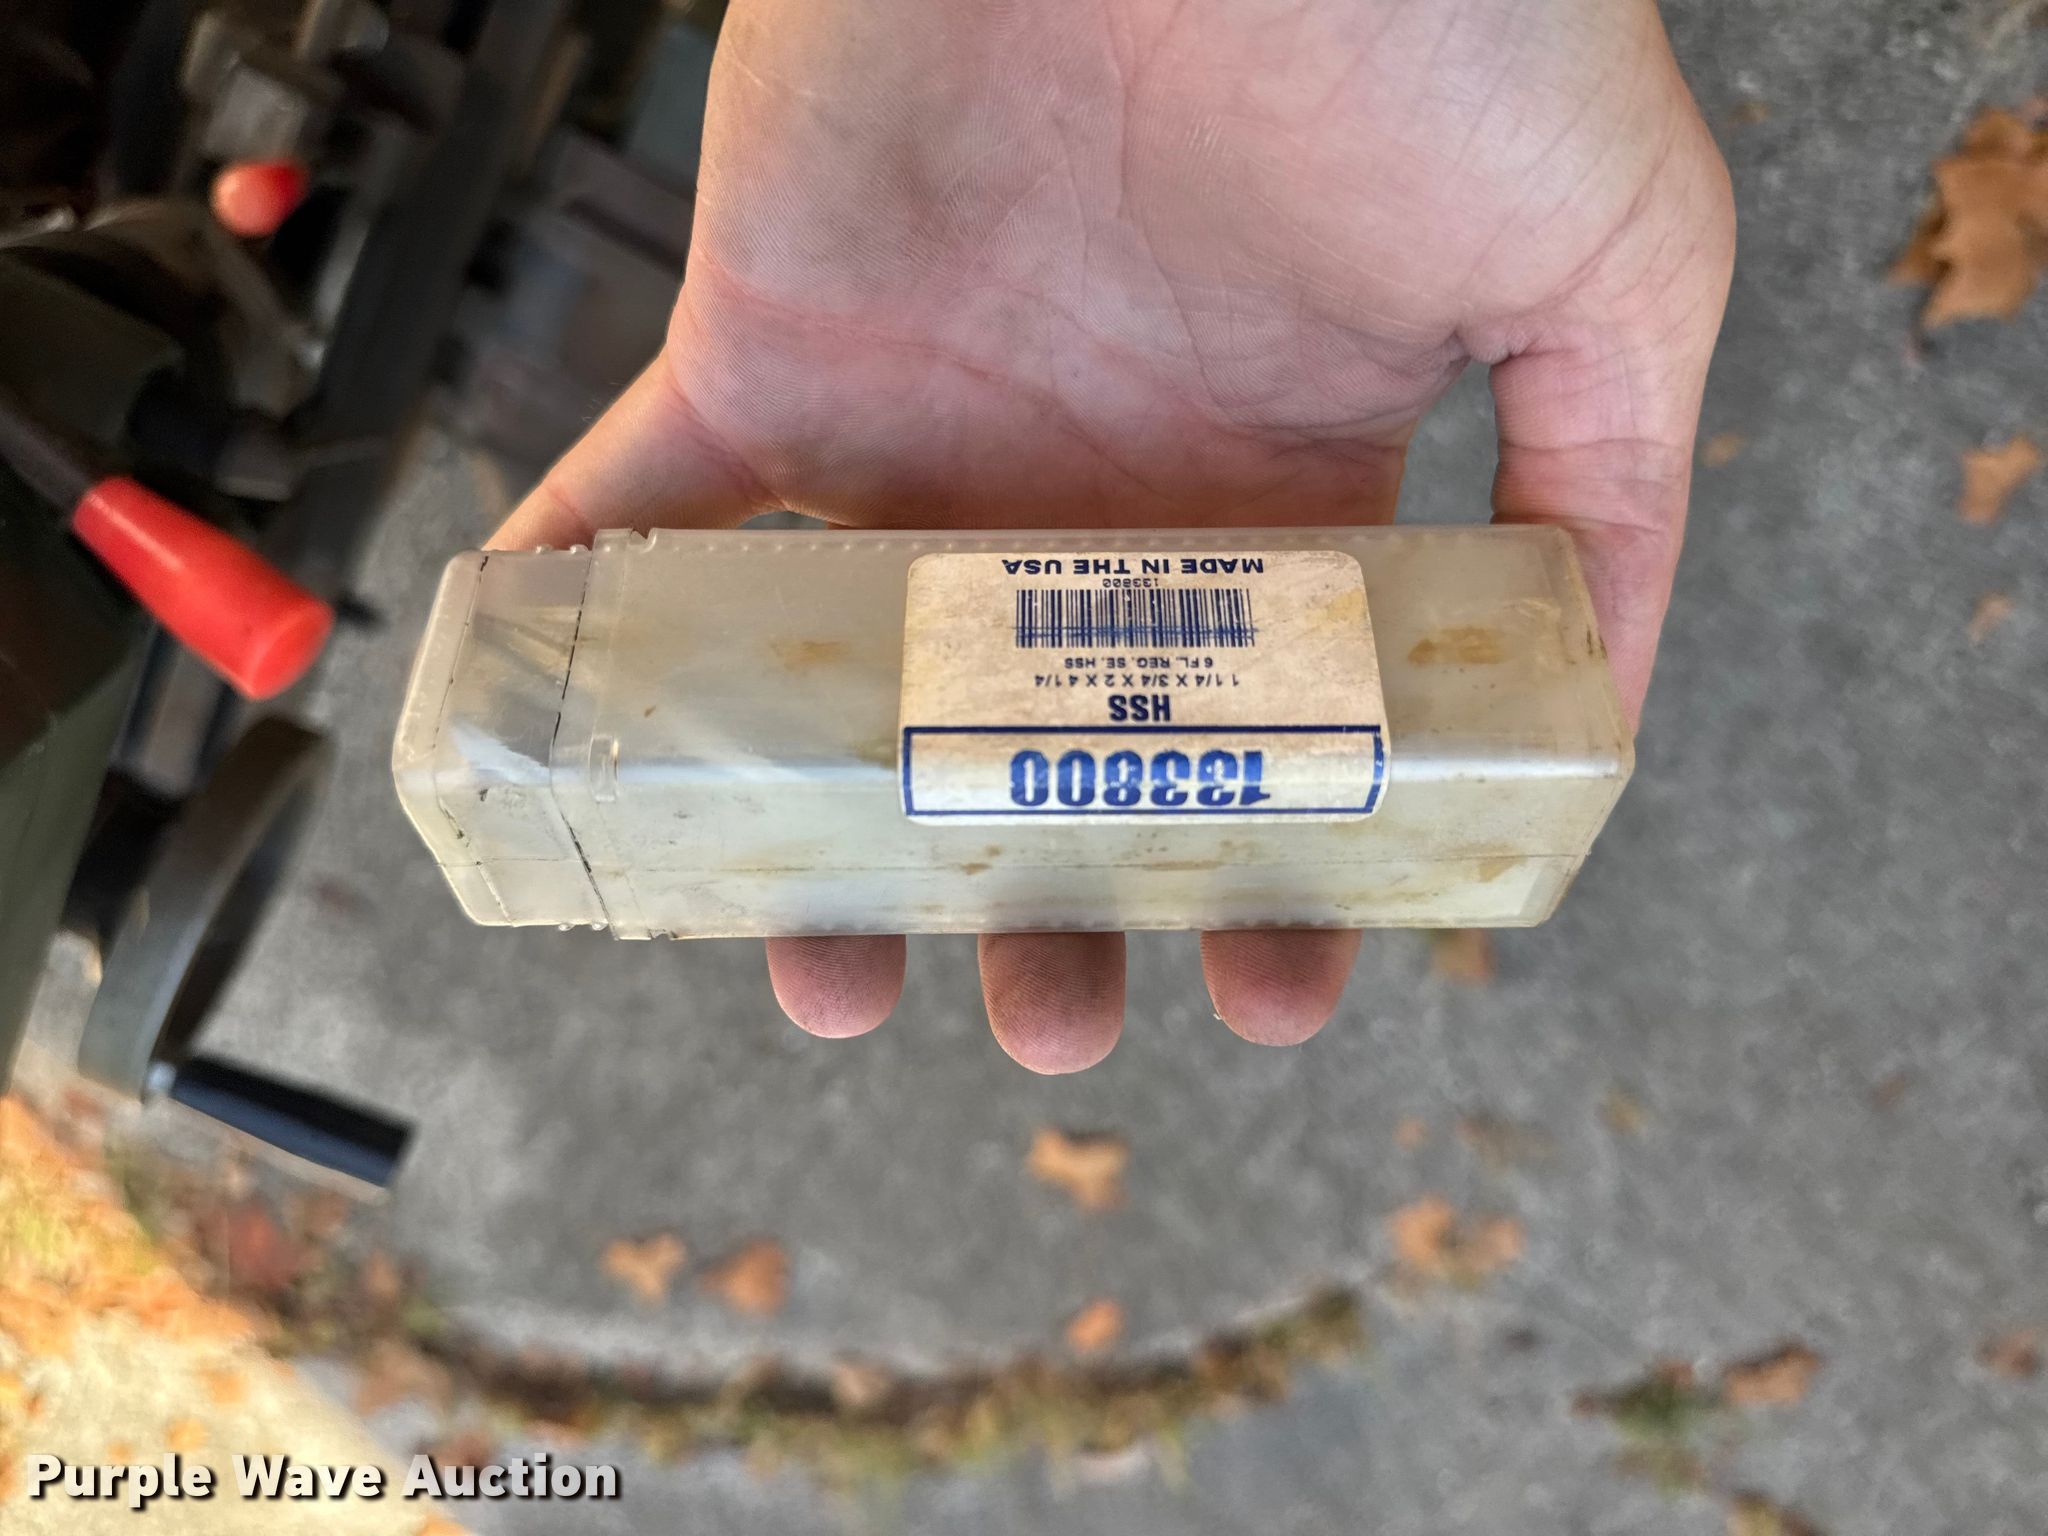 133800
HSS
1 1/4 X 3/4 X 2 X 4 1/4
6 FL. REG. SE. HSS
133800
MADE IN THE USA
Purple Wave Auction